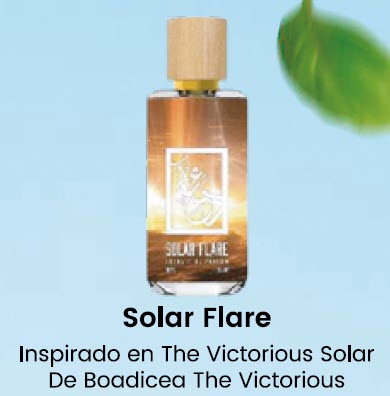 SOLAR FLARE
EXTRAIT DE PARFUM
Solar Flare
Inspirado en The Victorious Solar
De Boadicea The Victorious